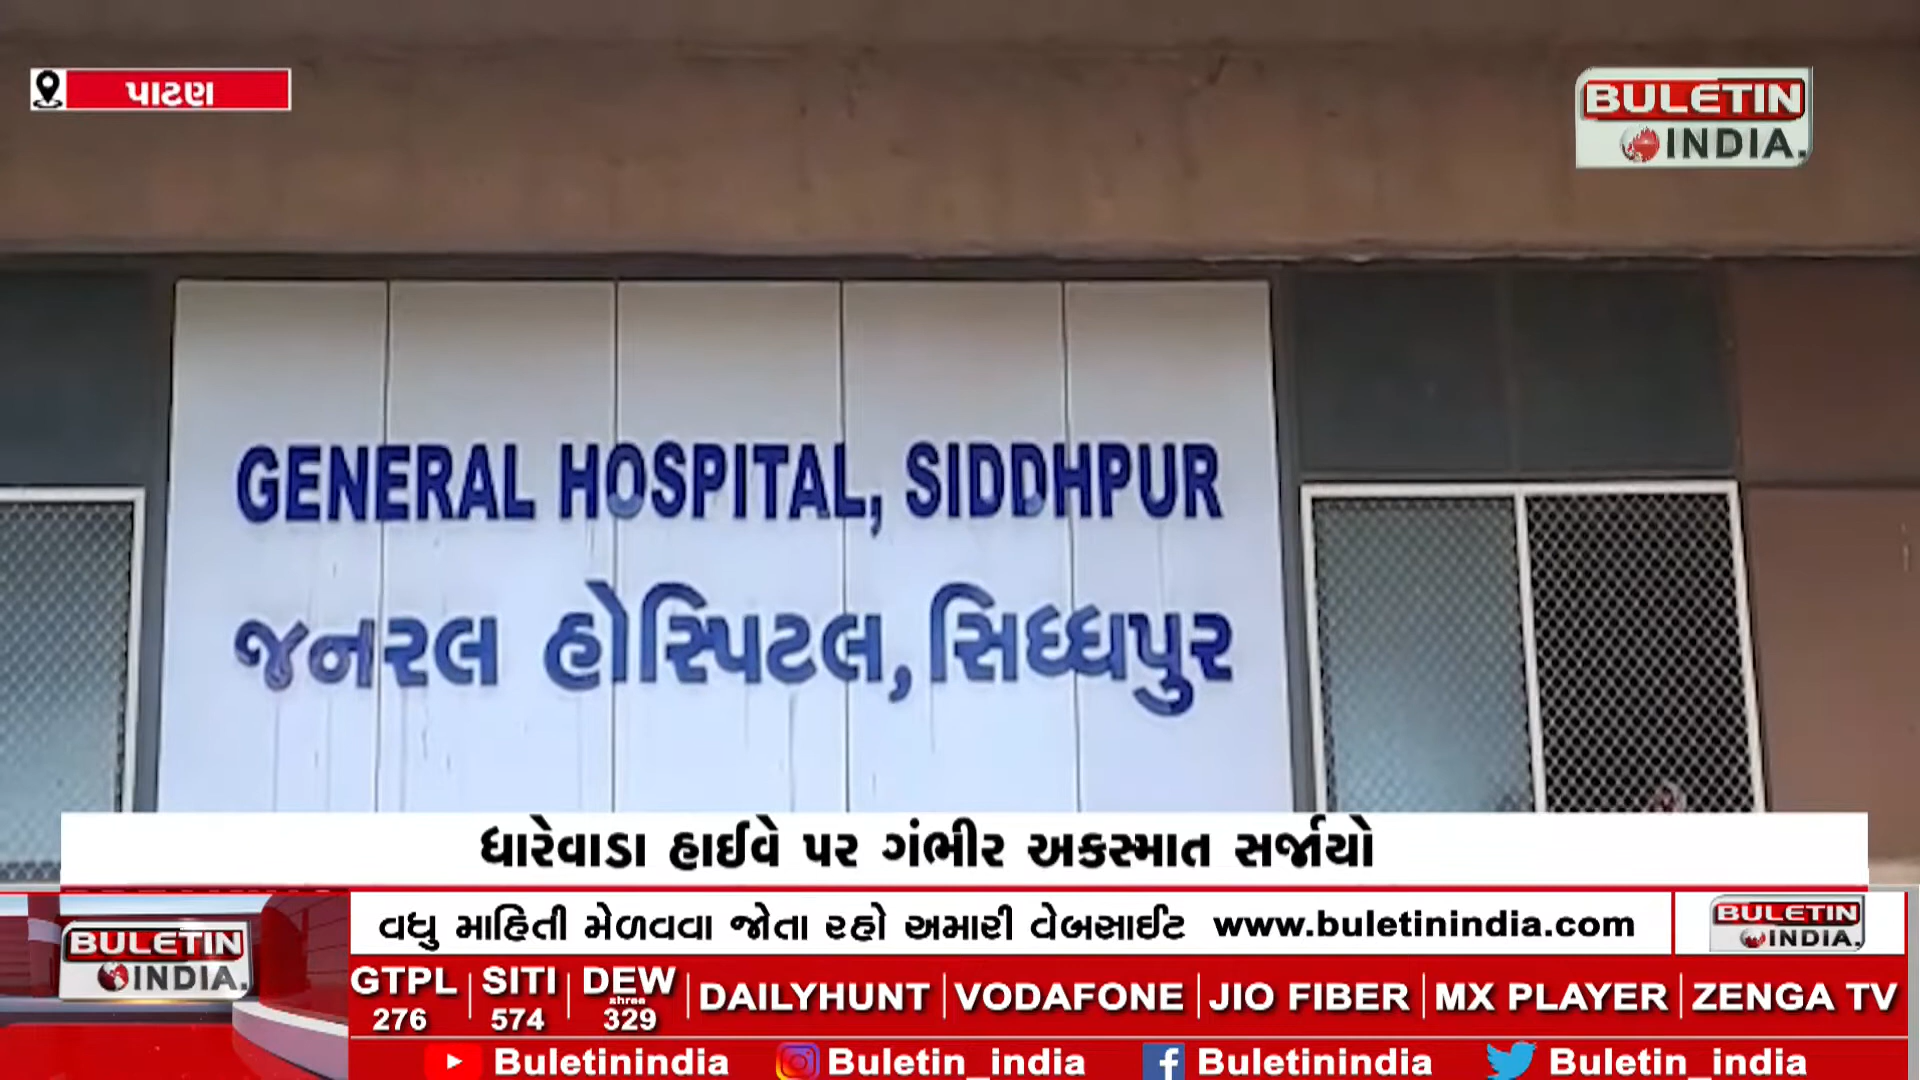 પાટણ
BULETIN
INDIA.
GENERAL HOSPITAL, SIDDHPUR
જનરલ હોસ્પિટલ, સિધ્ધપુર
ધારેવાડા હાઈવે પર ગંભીર અકસ્માત સર્જાયો
વધુ માહિતી મેળવવા જોતા રહો અમારી વેબસાઈટ www.buletinindia.com
BULETIN
INDIA.
BULETIN
INDIA.
GTPL 276 | SITI 574 | DEW shree 329 | DAILYHUNT | VODAFONE | JIO FIBER | MX PLAYER | ZENGA TV
Buletinindia Buletin_india Buletinindia Buletin_india